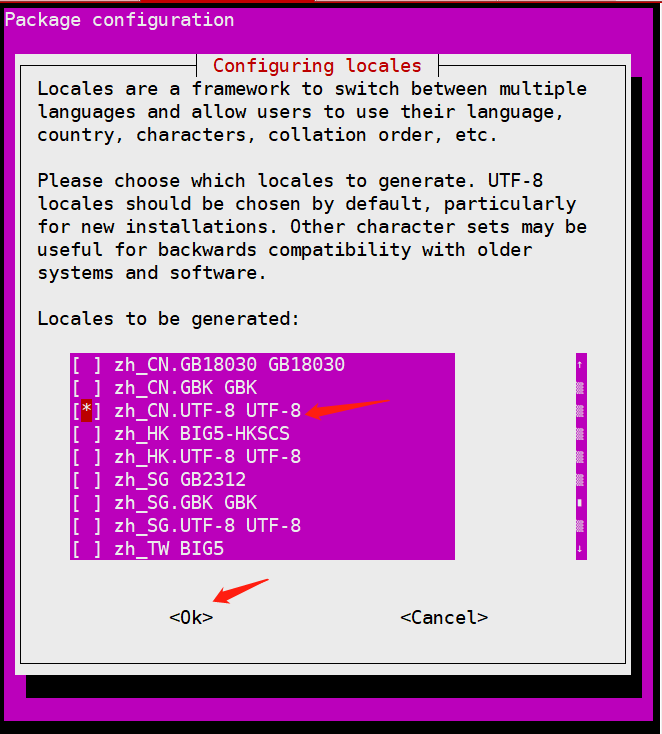 Package configuration
Configuring locales
Locales are a framework to switch between multiple
languages and allow users to use their language,
country, characters, collation order, etc.
Please choose which locales to generate. UTF-8
locales should be chosen by default, particularly
for new installations. Other character sets may be
useful for backwards compatibility with older
systems and software.
Locales to be generated:
[ ] zh_CN.GB18030 GB18030
[ ] zh_CN.GBK GBK
[*] zh_CN.UTF-8 UTF-8
[ ] zh_HK BIG5-HKSCS
[ ] zh_HK.UTF-8 UTF-8
[ ] zh_SG GB2312
[ ] zh_SG.GBK GBK
[ ] zh_SG.UTF-8 UTF-8
[ ] zh_TW BIG5
<Ok> <Cancel>